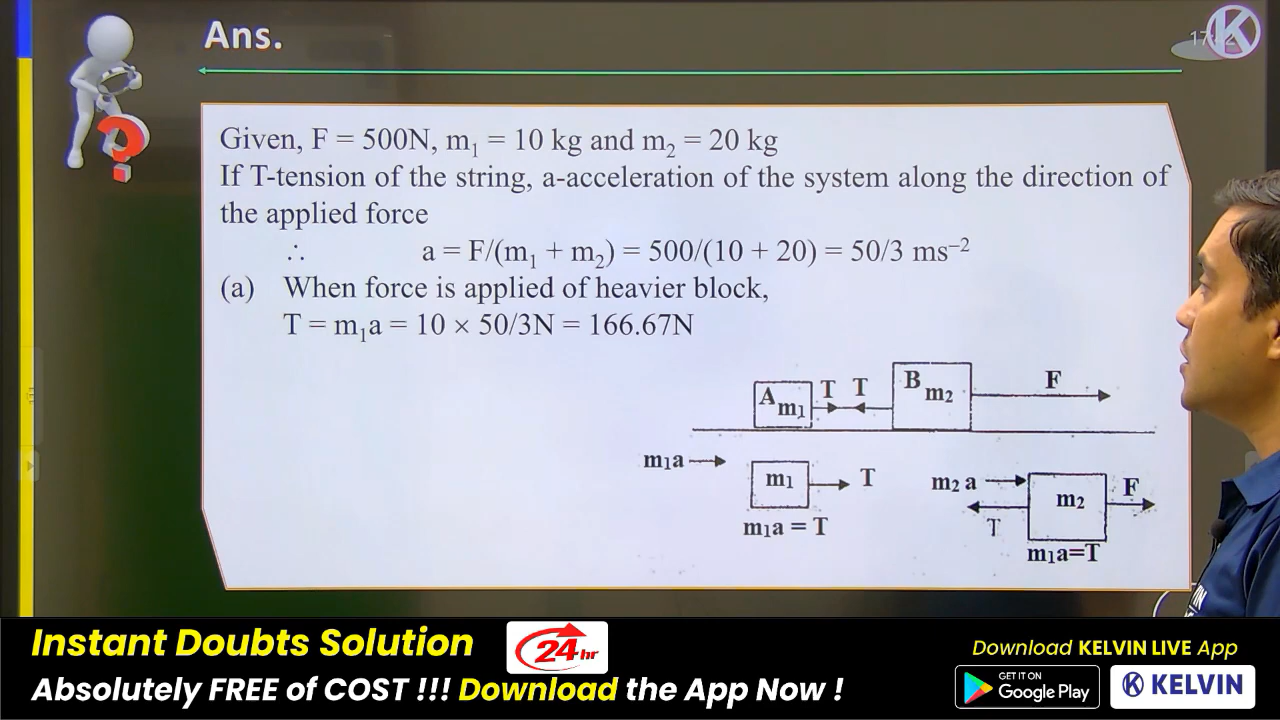 Ans.
K
Given, F = 500N, m₁ = 10 kg and m₂ = 20 kg
If T-tension of the string, a-acceleration of the system along the direction of
the applied force
∴ a = F/(m₁ + m₂) = 500/(10 + 20) = 50/3 ms⁻²
(a) When force is applied of heavier block,
T = m₁a = 10 × 50/3N = 166.67N
A m₁ T T B m₂ F
m₁a m₁ T m₂ a m₂ F
T
m₁a = T
m₁a=T
Instant Doubts Solution 24hr
Absolutely FREE of COST !!! Download the App Now !
Download KELVIN LIVE App
GET IT ON
Google Play
K KELVIN